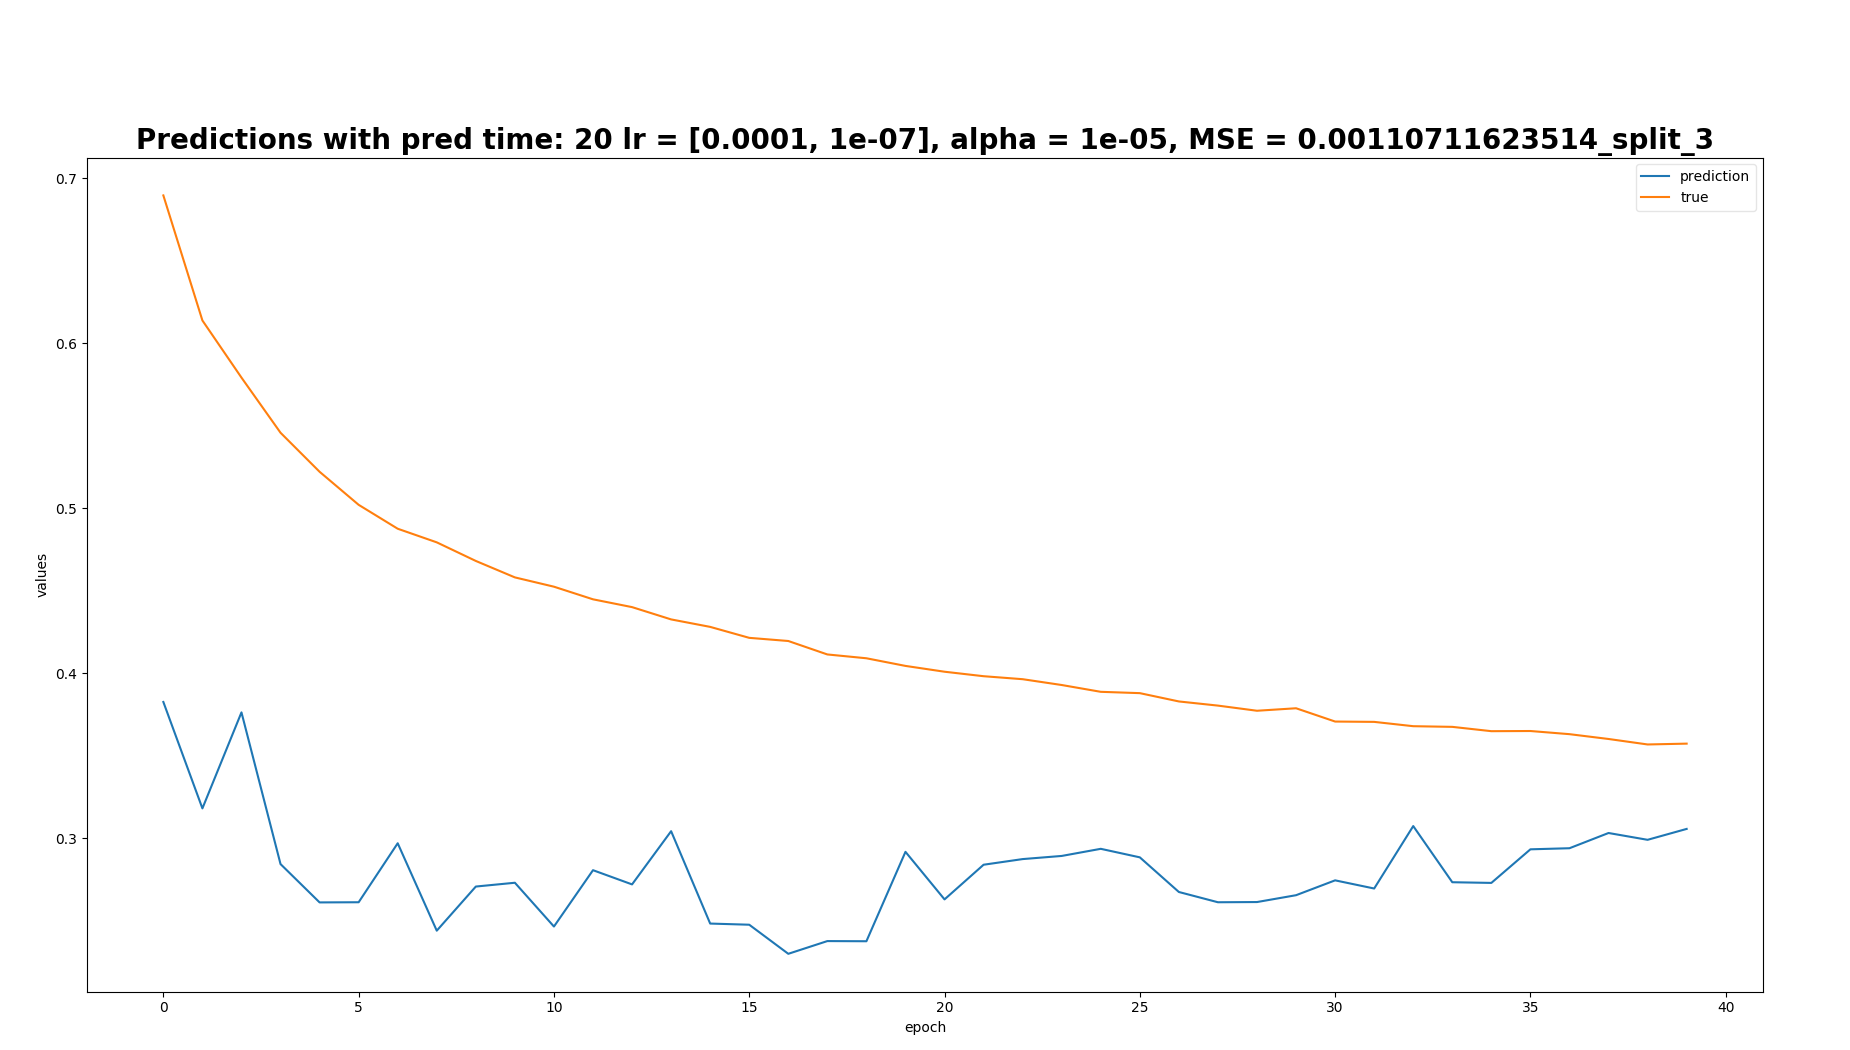 Predictions with pred time: 20 lr = [0.0001, 1e-07], alpha = 1e-05, MSE = 0.00110711623514_split_3
prediction
true
0.7
0.6
0.5
0.4
0.3
values
0 5 10 15 20 25 30 35 40
epoch